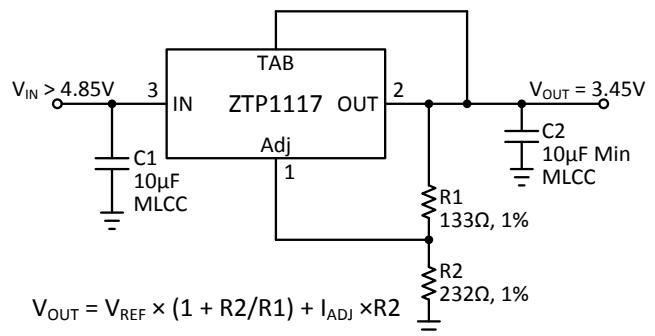 TAB
V_IN > 4.85V
3
IN
ZTP1117
OUT
2
V_OUT = 3.45V
Adj
1
C1
10µF
MLCC
C2
10µF Min
MLCC
R1
133Ω, 1%
R2
232Ω, 1%
V_OUT = V_REF × (1 + R2/R1) + I_ADJ ×R2